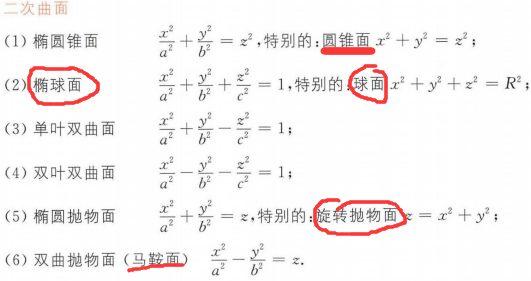 二次曲面
(1) 椭圆锥面 x²/a² + y²/b² = z²,特别的:圆锥面 x² + y² = z²;
(2) 椭球面 x²/a² + y²/b² + z²/c² = 1,特别的:球面 x² + y² + z² = R²;
(3) 单叶双曲面 x²/a² + y²/b² - z²/c² = 1;
(4) 双叶双曲面 x²/a² - y²/b² - z²/c² = 1;
(5) 椭圆抛物面 x²/a² + y²/b² = z,特别的:旋转抛物面 z = x² + y²;
(6) 双曲抛物面 (马鞍面) x²/a² - y²/b² = z.